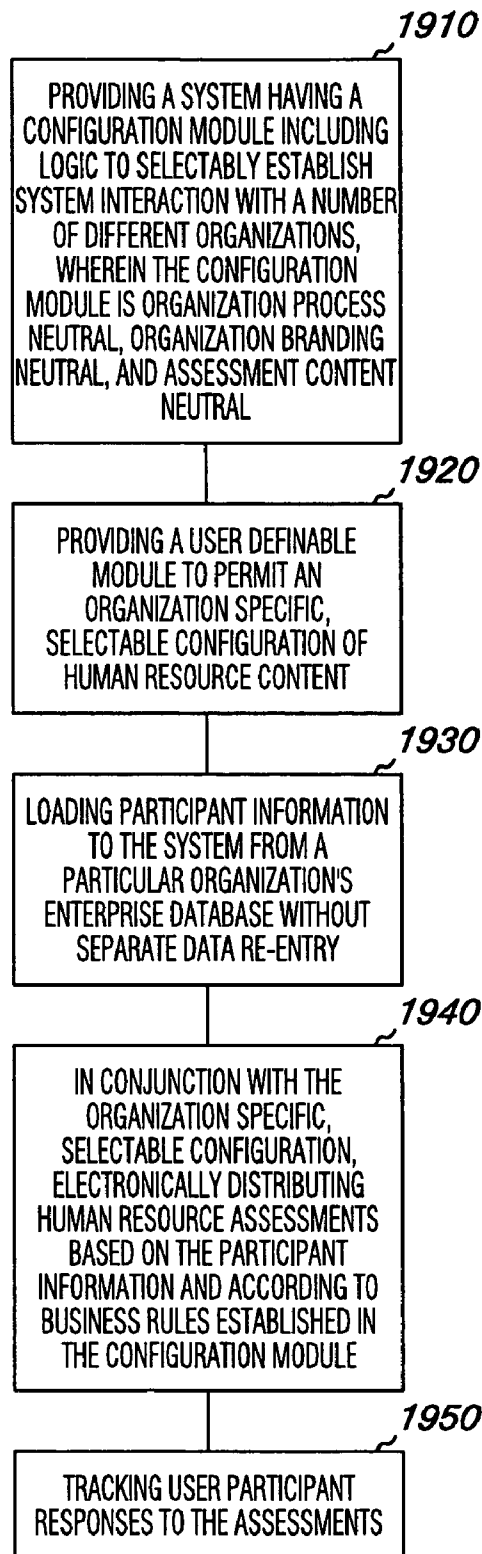 1910
PROVIDING A SYSTEM HAVING A
CONFIGURATION MODULE INCLUDING
LOGIC TO SELECTABLY ESTABLISH
SYSTEM INTERACTION WITH A NUMBER
OF DIFFERENT ORGANIZATIONS,
WHEREIN THE CONFIGURATION
MODULE IS ORGANIZATION PROCESS
NEUTRAL, ORGANIZATION BRANDING
NEUTRAL, AND ASSESSMENT CONTENT
NEUTRAL
1920
PROVIDING A USER DEFINABLE
MODULE TO PERMIT AN
ORGANIZATION SPECIFIC,
SELECTABLE CONFIGURATION OF
HUMAN RESOURCE CONTENT
1930
LOADING PARTICIPANT INFORMATION
TO THE SYSTEM FROM A
PARTICULAR ORGANIZATION'S
ENTERPRISE DATABASE WITHOUT
SEPARATE DATA RE-ENTRY
1940
IN CONJUNCTION WITH THE
ORGANIZATION SPECIFIC,
SELECTABLE CONFIGURATION,
ELECTRONICALLY DISTRIBUTING
HUMAN RESOURCE ASSESSMENTS
BASED ON THE PARTICIPANT
INFORMATION AND ACCORDING TO
BUSINESS RULES ESTABLISHED IN
THE CONFIGURATION MODULE
1950
TRACKING USER PARTICIPANT
RESPONSES TO THE ASSESSMENTS